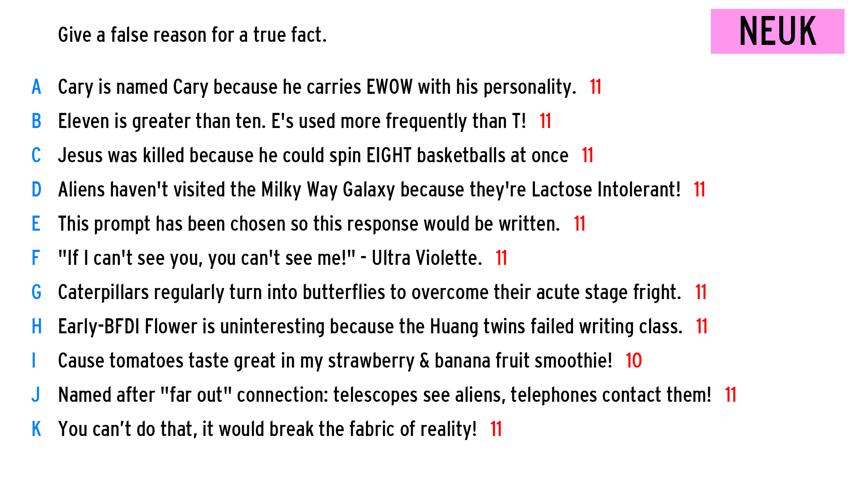 Give a false reason for a true fact.
NEUK
A Cary is named Cary because he carries EWOW with his personality. 11
B Eleven is greater than ten. E's used more frequently than T! 11
C Jesus was killed because he could spin EIGHT basketballs at once 11
D Aliens haven't visited the Milky Way Galaxy because they're Lactose Intolerant! 11
E This prompt has been chosen so this response would be written. 11
F "If I can't see you, you can't see me!" - Ultra Violette. 11
G Caterpillars regularly turn into butterflies to overcome their acute stage fright. 11
H Early-BFDI Flower is uninteresting because the Huang twins failed writing class. 11
I Cause tomatoes taste great in my strawberry & banana fruit smoothie! 10
J Named after "far out" connection: telescopes see aliens, telephones contact them! 11
K You can’t do that, it would break the fabric of reality! 11